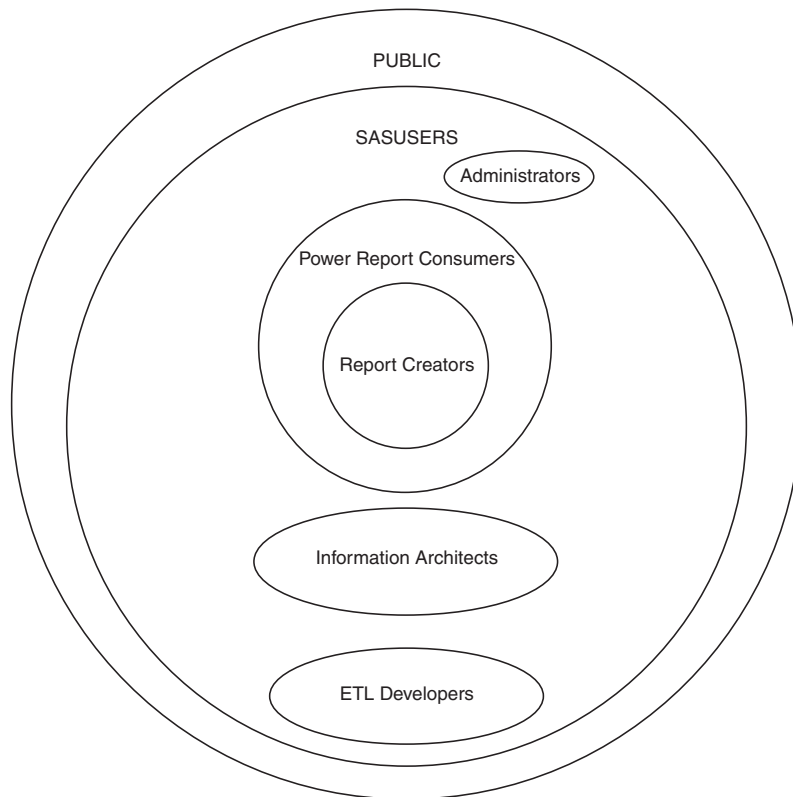 PUBLIC
SASUSERS
Administrators
Power Report Consumers
Report Creators
Information Architects
ETL Developers